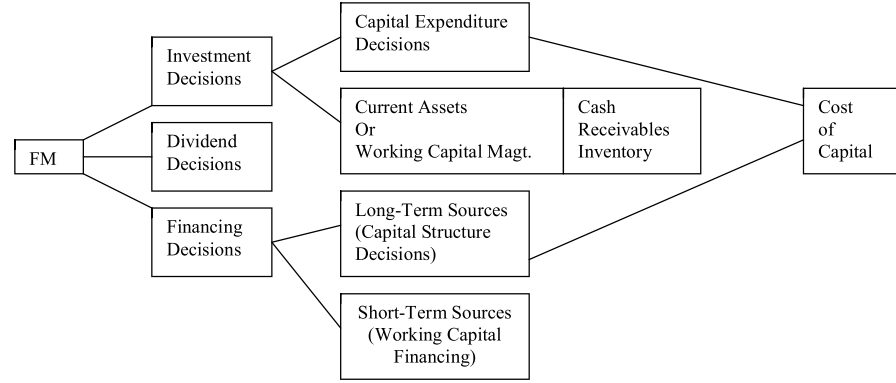 FM
Investment
Decisions
Dividend
Decisions
Financing
Decisions
Capital Expenditure
Decisions
Current Assets
Or
Working Capital Magt.
Cash
Receivables
Inventory
Long-Term Sources
(Capital Structure
Decisions)
Short-Term Sources
(Working Capital
Financing)
Cost
of
Capital